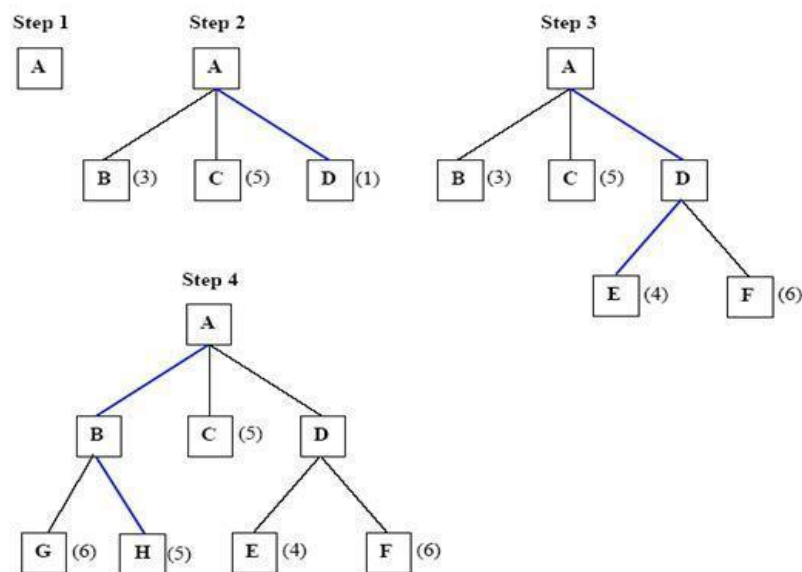 Step 1
Step 2
Step 3
A
A
A
B (3) C (5) D (1)
B (3) C (5) D
E (4) F (6)
Step 4
A
B C (5) D
G (6) H (5) E (4) F (6)